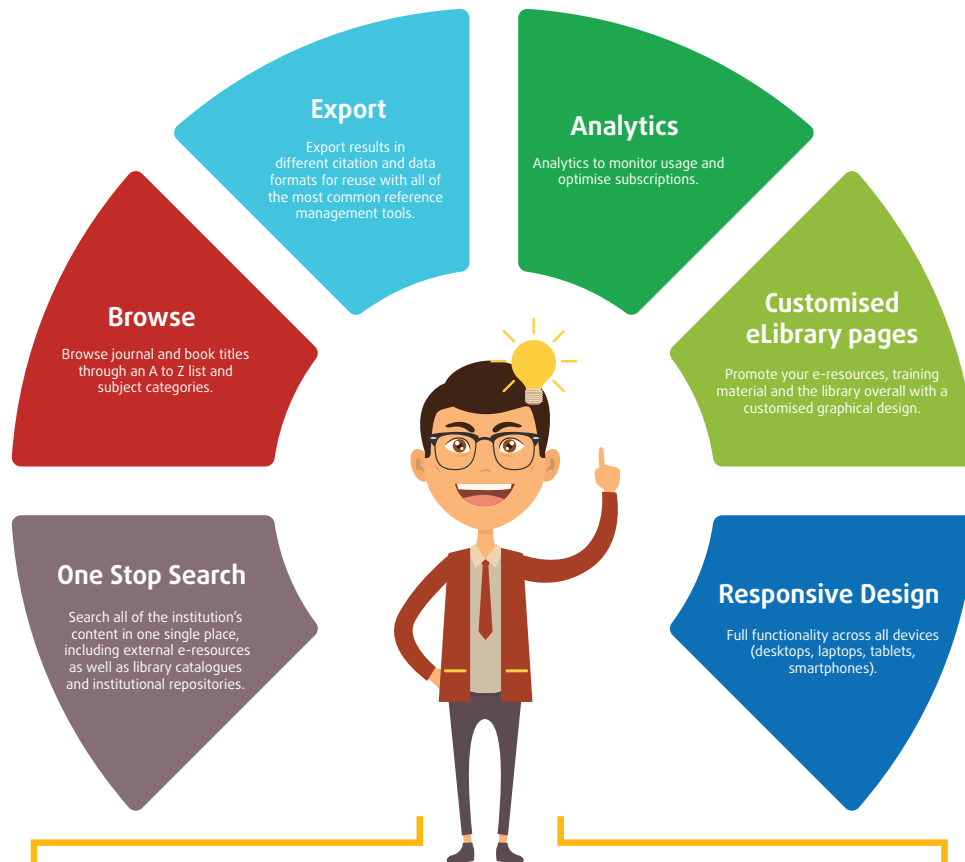 Export
Export results in
different citation and data
formats for reuse with all of
the most common reference
management tools.
Analytics
Analytics to monitor usage and
optimise subscriptions.
Browse
Browse journal and book titles
through an A to Z list and
subject categories.
Customised
eLibrary pages
Promote your e-resources, training
material and the library overall with a
customised graphical design.
One Stop Search
Search all of the institution's
content in one single place,
including external e-resources
as well as library catalogues
and institutional repositories.
Responsive Design
Full functionality across all devices
(desktops, laptops, tablets,
smartphones).